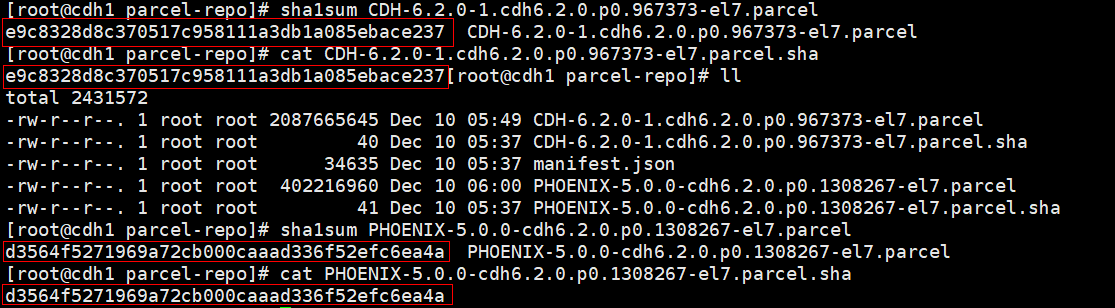 [root@cdh1 parcel-repo]# sha1sum CDH-6.2.0-1.cdh6.2.0.p0.967373-el7.parcel
e9c8328d8c370517c958111a3db1a085ebace237  CDH-6.2.0-1.cdh6.2.0.p0.967373-el7.parcel
[root@cdh1 parcel-repo]# cat CDH-6.2.0-1.cdh6.2.0.p0.967373-el7.parcel.sha
e9c8328d8c370517c958111a3db1a085ebace237[root@cdh1 parcel-repo]# ll
total 2431572
-rw-r--r--. 1 root root 2087665645 Dec 10 05:49 CDH-6.2.0-1.cdh6.2.0.p0.967373-el7.parcel
-rw-r--r--. 1 root root         40 Dec 10 05:37 CDH-6.2.0-1.cdh6.2.0.p0.967373-el7.parcel.sha
-rw-r--r--. 1 root root      34635 Dec 10 05:37 manifest.json
-rw-r--r--. 1 root root  402216960 Dec 10 06:00 PHOENIX-5.0.0-cdh6.2.0.p0.1308267-el7.parcel
-rw-r--r--. 1 root root         41 Dec 10 05:37 PHOENIX-5.0.0-cdh6.2.0.p0.1308267-el7.parcel.sha
[root@cdh1 parcel-repo]# sha1sum PHOENIX-5.0.0-cdh6.2.0.p0.1308267-el7.parcel
d3564f5271969a72cb000caaad336f52efc6ea4a  PHOENIX-5.0.0-cdh6.2.0.p0.1308267-el7.parcel
[root@cdh1 parcel-repo]# cat PHOENIX-5.0.0-cdh6.2.0.p0.1308267-el7.parcel.sha
d3564f5271969a72cb000caaad336f52efc6ea4a